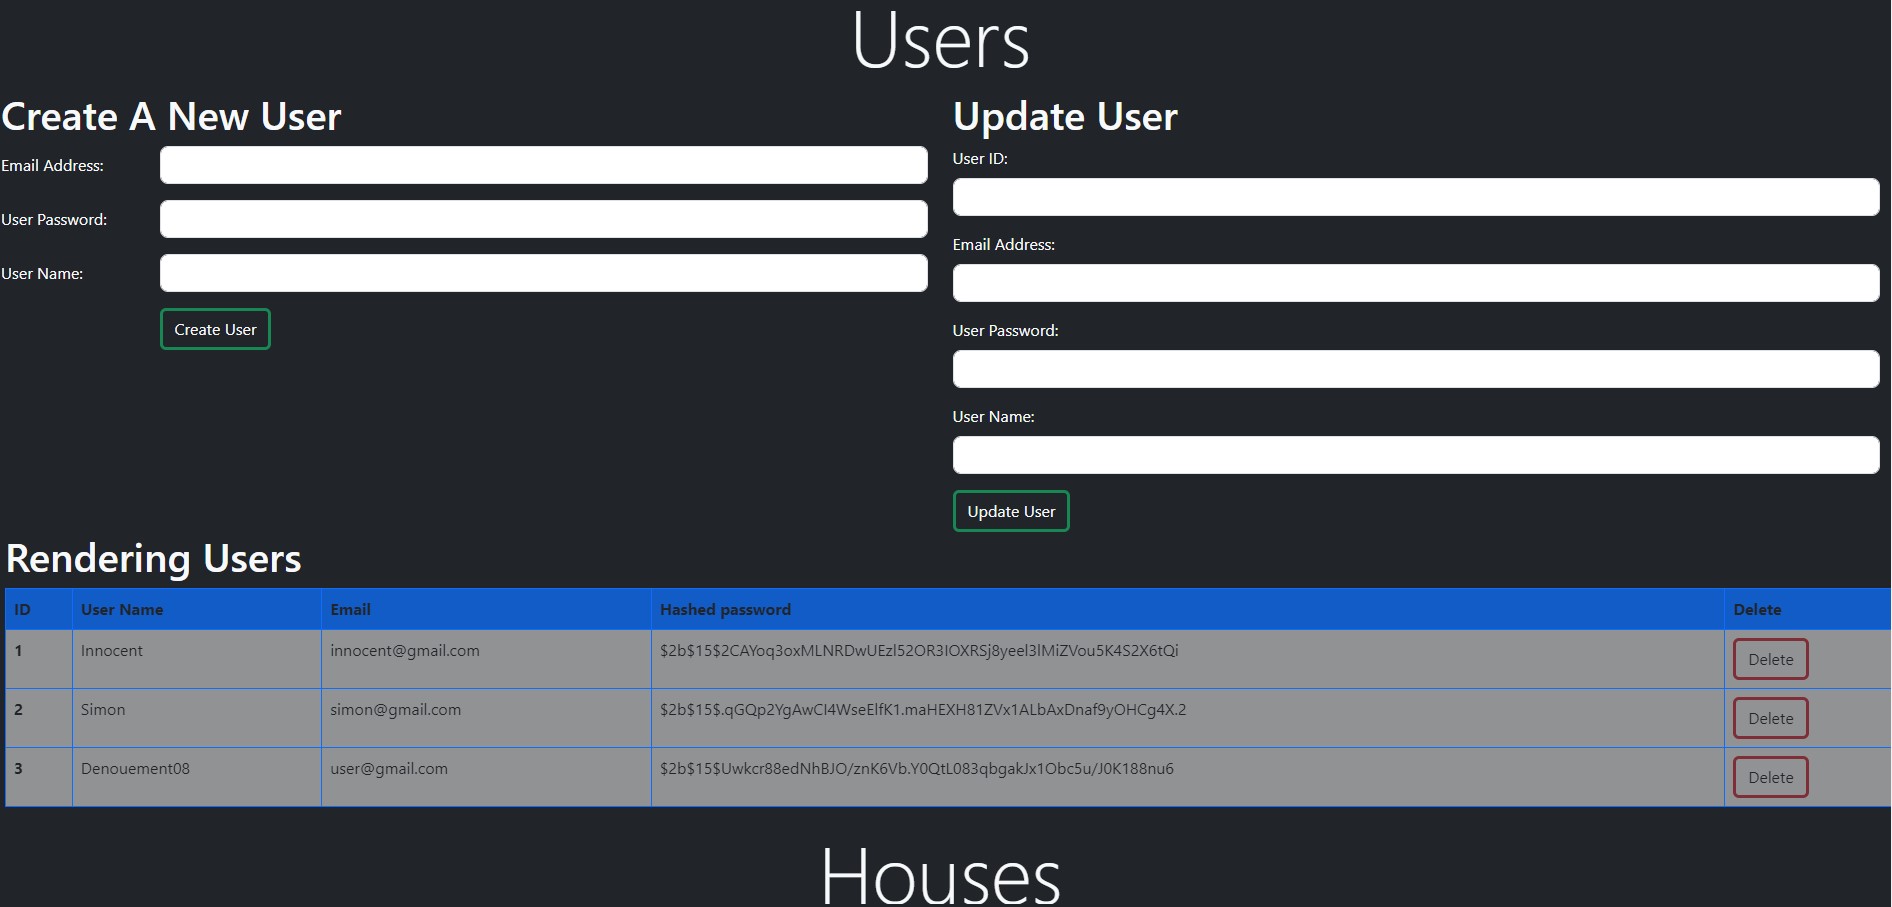 Users
Create A New User
Email Address:
User Password:
User Name:
Create User
Update User
User ID:
Email Address:
User Password:
User Name:
Update User
Rendering Users
ID User Name Email Hashed password Delete
1 Innocent innocent@gmail.com $2b$15$2CAYoq3oxMLNRDwUEzl52OR3IOXRSj8yeel3lMiZVou5K4S2X6tQi Delete
2 Simon simon@gmail.com $2b$15$.qGQp2YgAwCI4WseElfK1.maHEXH81ZVx1ALbAxDnaf9yOHCg4X.2 Delete
3 Denouement08 user@gmail.com $2b$15$Uwkcr88edNhBJO/znK6Vb.Y0QtL083qbgakJx1Obc5u/J0K188nu6 Delete
Houses